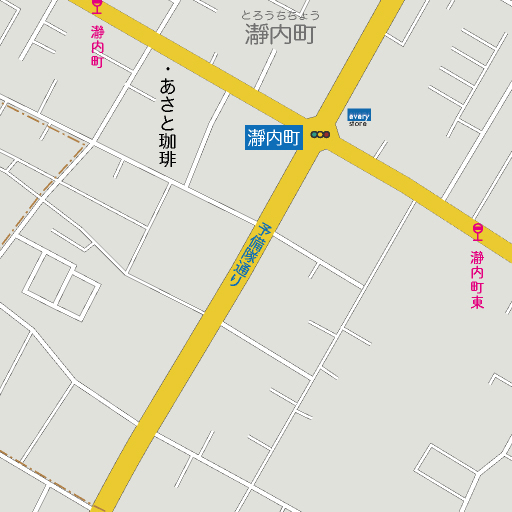 とろうちちょう
瀞内町
瀞内町
・あさと珈琲
every
store
瀞内町
予備隊通り
瀞内町東